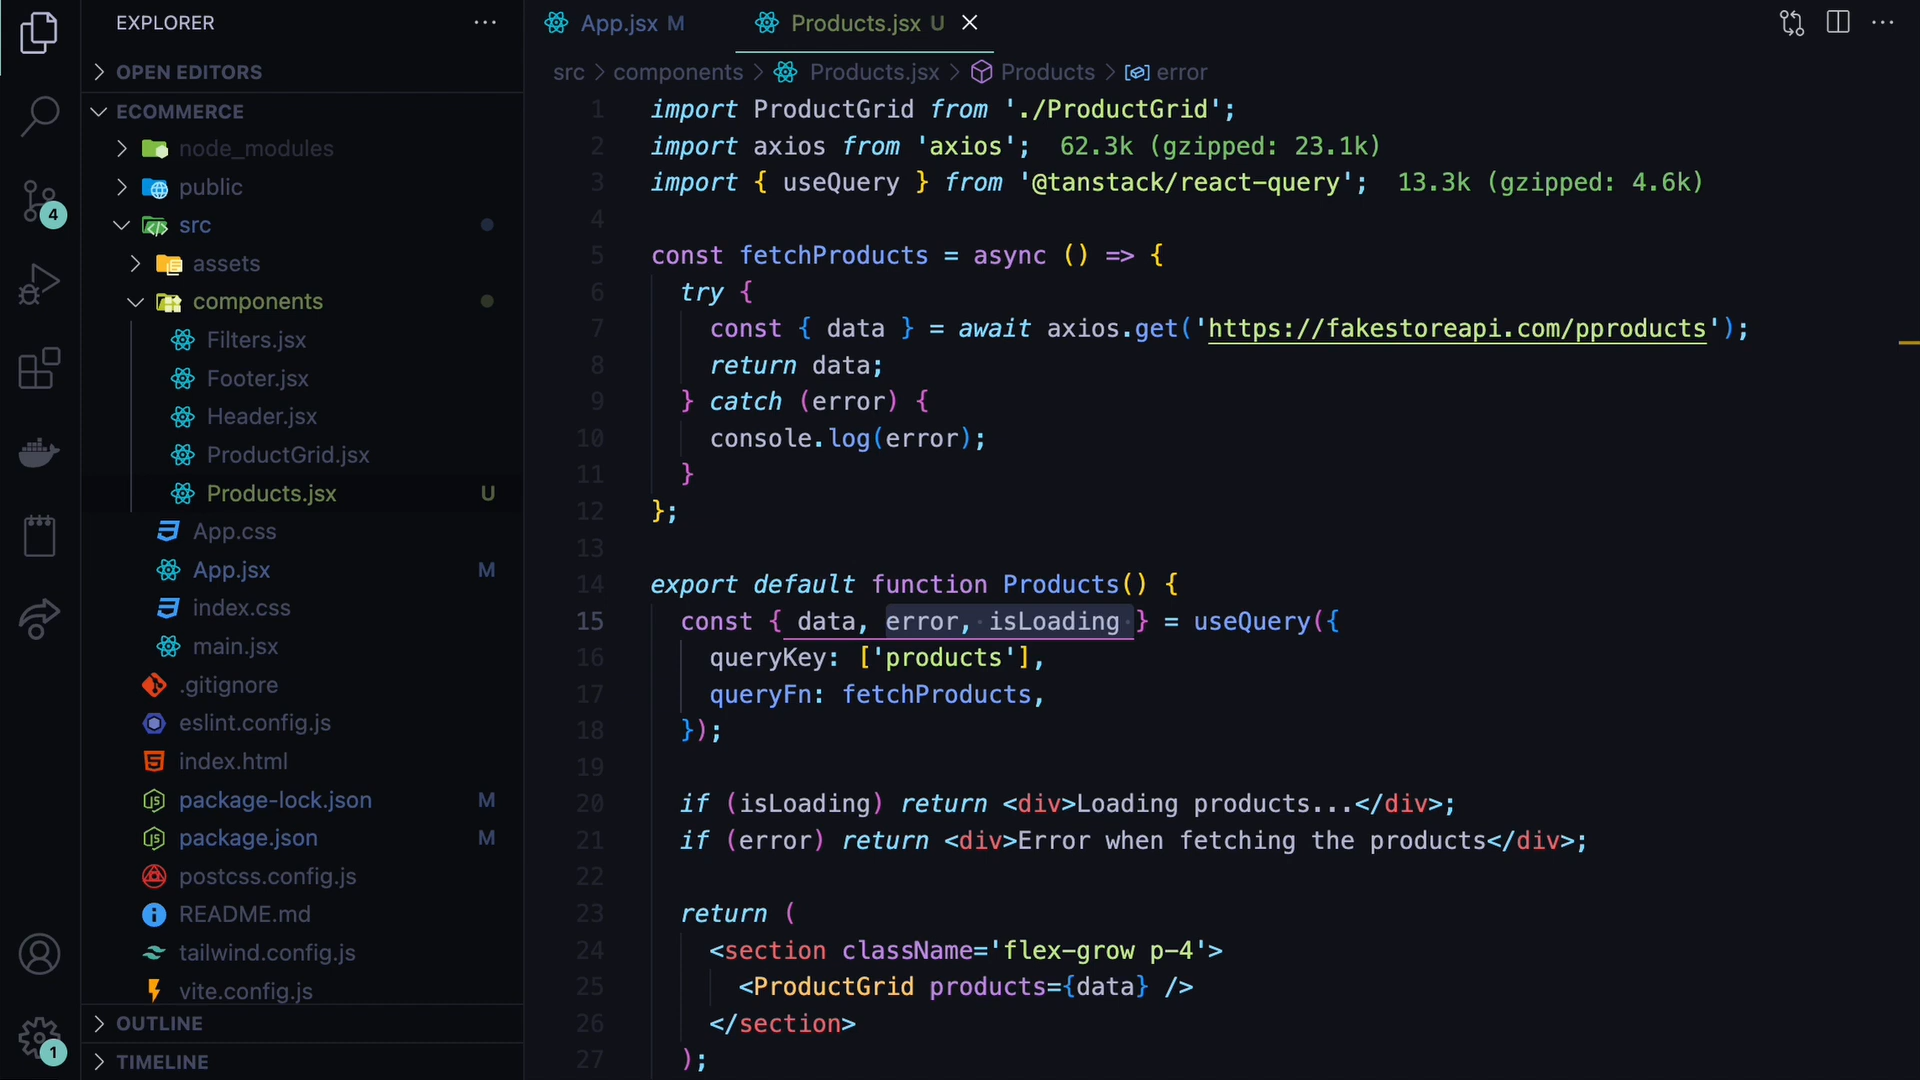 EXPLORER
OPEN EDITORS
ECOMMERCE
node_modules
public
src
assets
components
Filters.jsx
Footer.jsx
Header.jsx
ProductGrid.jsx
Products.jsx U
App.css
App.jsx M
index.css
main.jsx
.gitignore
eslint.config.js
index.html
package-lock.json M
package.json M
postcss.config.js
README.md
tailwind.config.js
vite.config.js
OUTLINE
TIMELINE
4
1
App.jsx M
Products.jsx U
src > components > Products.jsx > Products > error
1 import ProductGrid from './ProductGrid';
2 import axios from 'axios'; 62.3k (gzipped: 23.1k)
3 import { useQuery } from '@tanstack/react-query'; 13.3k (gzipped: 4.6k)
4
5 const fetchProducts = async () => {
6 try {
7 const { data } = await axios.get('https://fakestoreapi.com/pproducts');
8 return data;
9 } catch (error) {
10 console.log(error);
11 }
12 };
13
14 export default function Products() {
15 const { data, error, isLoading } = useQuery({
16 queryKey: ['products'],
17 queryFn: fetchProducts,
18 });
19
20 if (isLoading) return <div>Loading products...</div>;
21 if (error) return <div>Error when fetching the products</div>;
22
23 return (
24 <section className='flex-grow p-4'>
25 <ProductGrid products={data} />
26 </section>
27 );